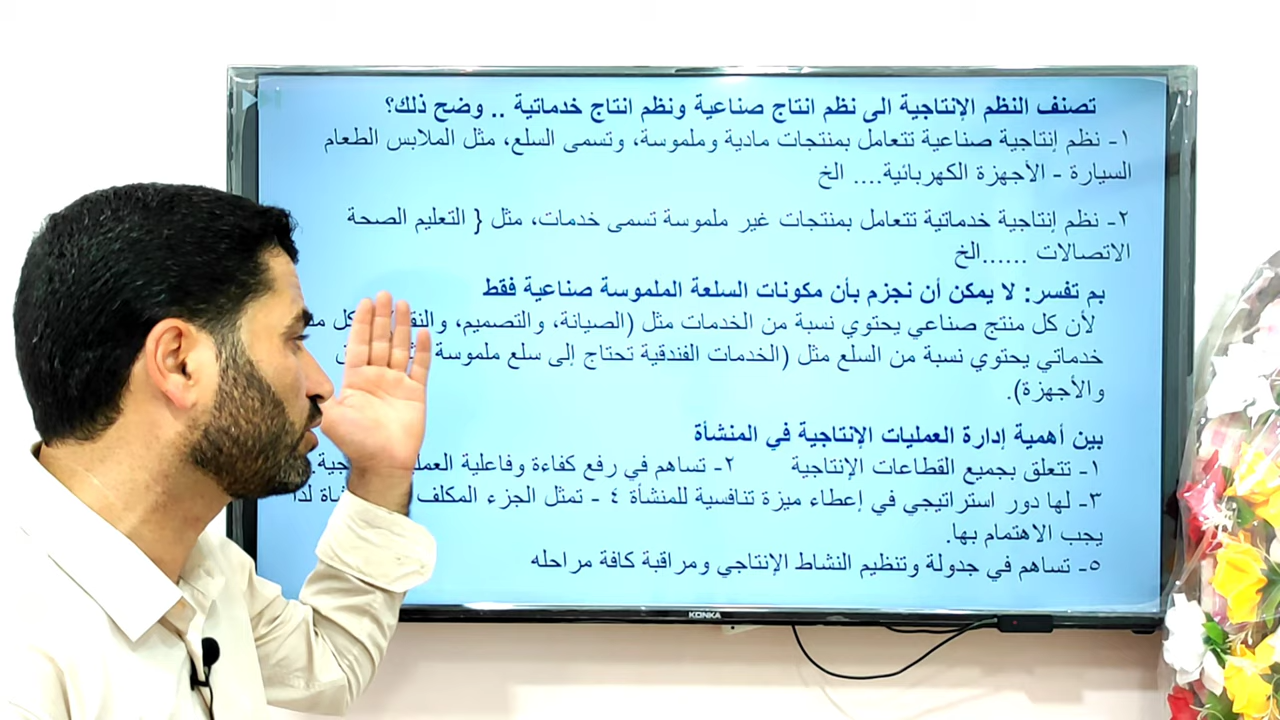 تصنف النظم الإنتاجية الى نظم انتاج صناعية ونظم انتاج خدماتية .. وضح ذلك؟
١- نظم إنتاجية صناعية تتعامل بمنتجات مادية وملموسة، وتسمى السلع، مثل الملابس الطعام
السيارة - الأجهزة الكهربائية.... الخ
٢- نظم إنتاجية خدماتية تتعامل بمنتجات غير ملموسة تسمى خدمات، مثل { التعليم الصحة
الاتصالات ......الخ
بم تفسر: لا يمكن أن نجزم بأن مكونات السلعة الملموسة صناعية فقط
لأن كل منتج صناعي يحتوي نسبة من الخدمات مثل (الصيانة، والتصميم، كل
خدماتي يحتوي نسبة من السلع مثل (الخدمات الفندقية تحتاج إلى سلع ملموسة
والأجهزة).
بين أهمية إدارة العمليات الإنتاجية في المنشأة
١- تتعلق بجميع القطاعات الإنتاجية ٢- تساهم في رفع كفاءة وفاعلية
٣- لها دور استراتيجي في إعطاء ميزة تنافسية للمنشأة ٤ - تمثل الجزء المكلف
يجب الاهتمام بها.
٥- تساهم في جدولة وتنظيم النشاط الإنتاجي ومراقبة كافة مراحله
KONKA